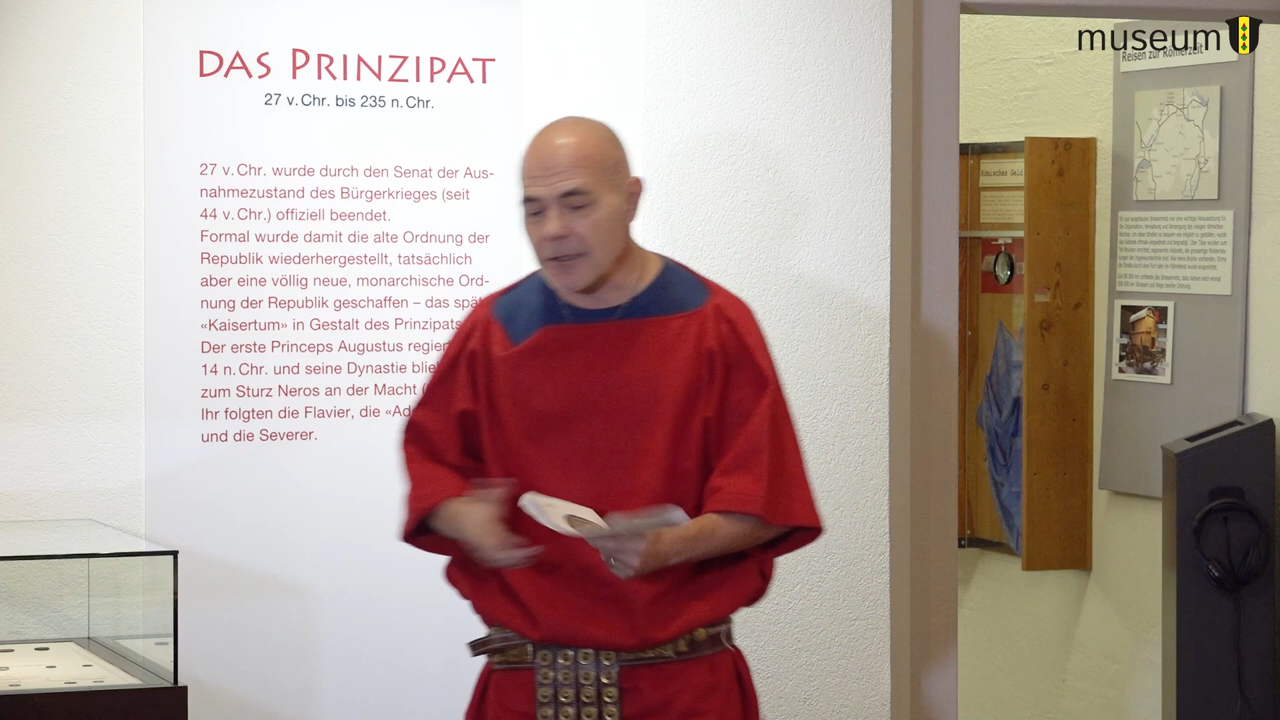 DAS PRINZIPAT
27 v. Chr. bis 235 n. Chr.
27 v. Chr. wurde durch den Senat der Aus-
nahmezustand des Bürgerkrieges (seit
44 v. Chr.) offiziell beendet.
Formal wurde damit die alte Ordnung der
Republik wiederhergestellt, tatsächlich
aber eine völlig neue, monarchische Ord-
nung der Republik geschaffen – das spät
«Kaisertum» in Gestalt des Prinzipats
Der erste Princeps Augustus regier
14 n. Chr. und seine Dynastie blie
zum Sturz Neros an der Macht (
Ihr folgten die Flavier, die «Ad
und die Severer.
museum
Reisen zur Römerzeit
Römisches Geld